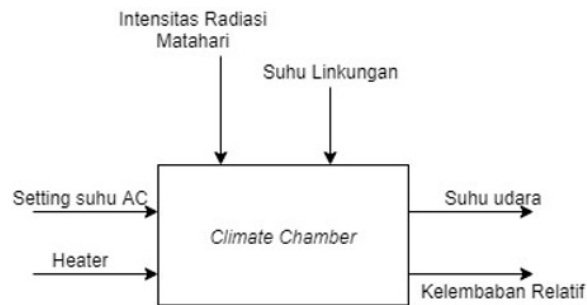 Intensitas Radiasi
Matahari
Suhu Linkungan
Setting suhu AC
Suhu udara
Climate Chamber
Heater
Kelembaban Relatif